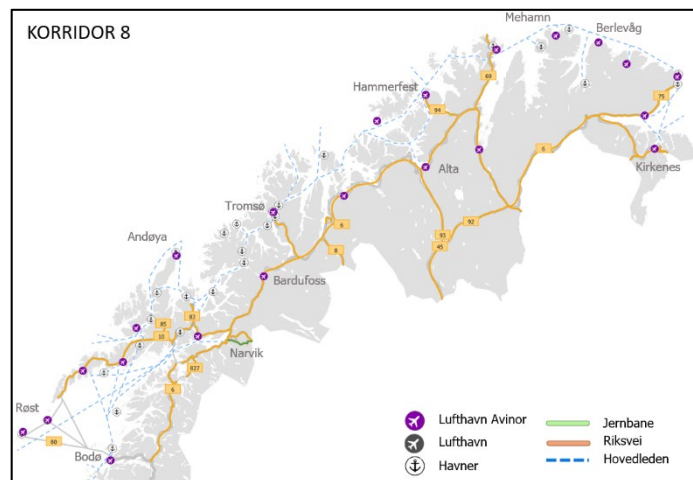 KORRIDOR 8
Mehamn
Berlevåg
69
Hammerfest
94
75
6
Alta
Kirkenes
Tromsø
92
6
93
8
45
Andøya
Bardufoss
83
85
10
Narvik
827
6
Røst
80
Bodø
Lufthavn Avinor
Lufthavn
Havner
Jernbane
Riksvei
Hovedleden